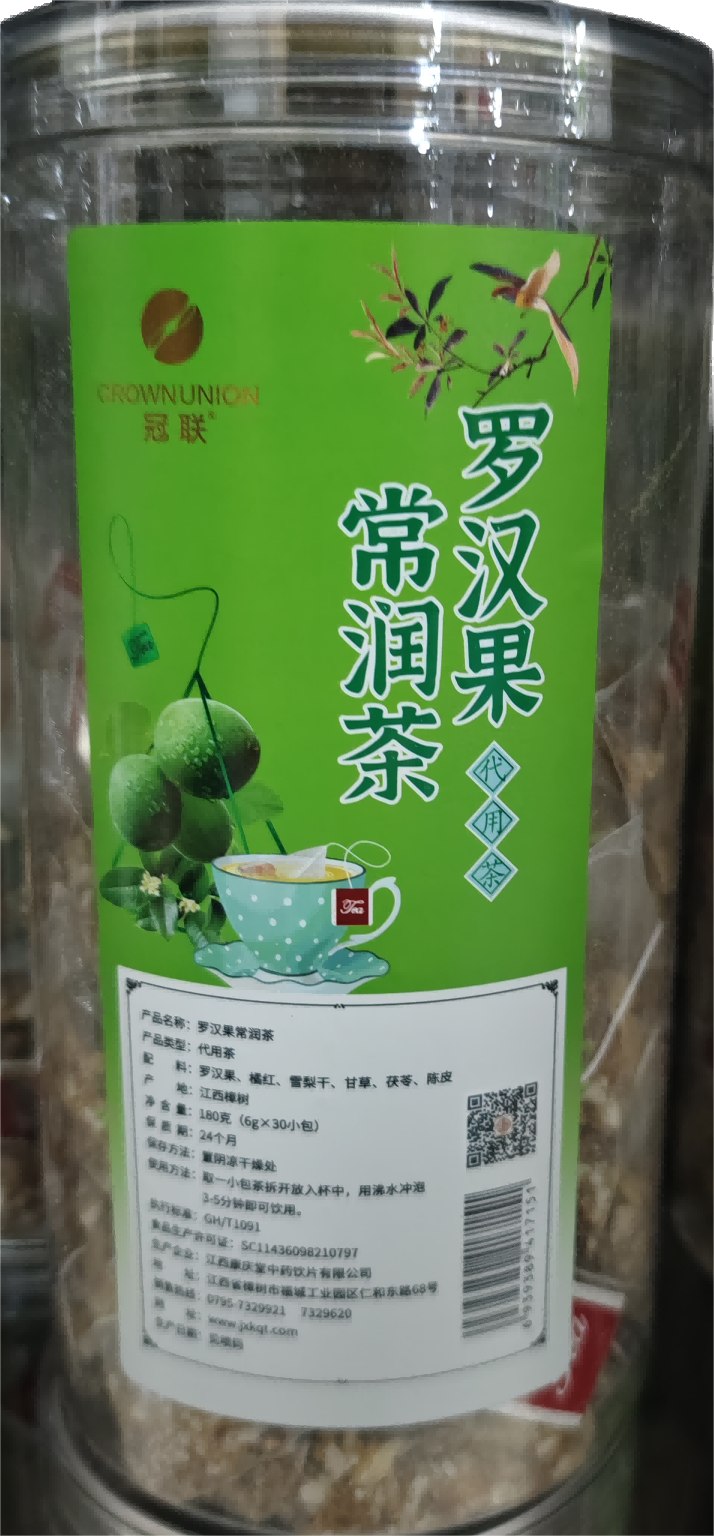 CROWNUNION
冠联®
罗汉果
常润茶
代用茶
Tea
产品名称：罗汉果常润茶
产品类型：代用茶
配　料：罗汉果、橘红、雪梨干、甘草、茯苓、陈皮
产　地：江西樟树
净含量：180克（6g×30小包）
保质期：24个月
保存方法：置阴凉干燥处
使用方法：取一小包茶拆开放入杯中，用沸水冲泡
3-5分钟即可饮用。
执行标准：GH/T1091
食品生产许可证：SC11436098210797
生产企业：江西康庆堂中药饮片有限公司
地　址：江西省樟树市福城工业园区仁和东路68号
销售热线：0795-7329921　7329620
网　址：www.jxkqt.com
生产日期：见喷码
6939389417151